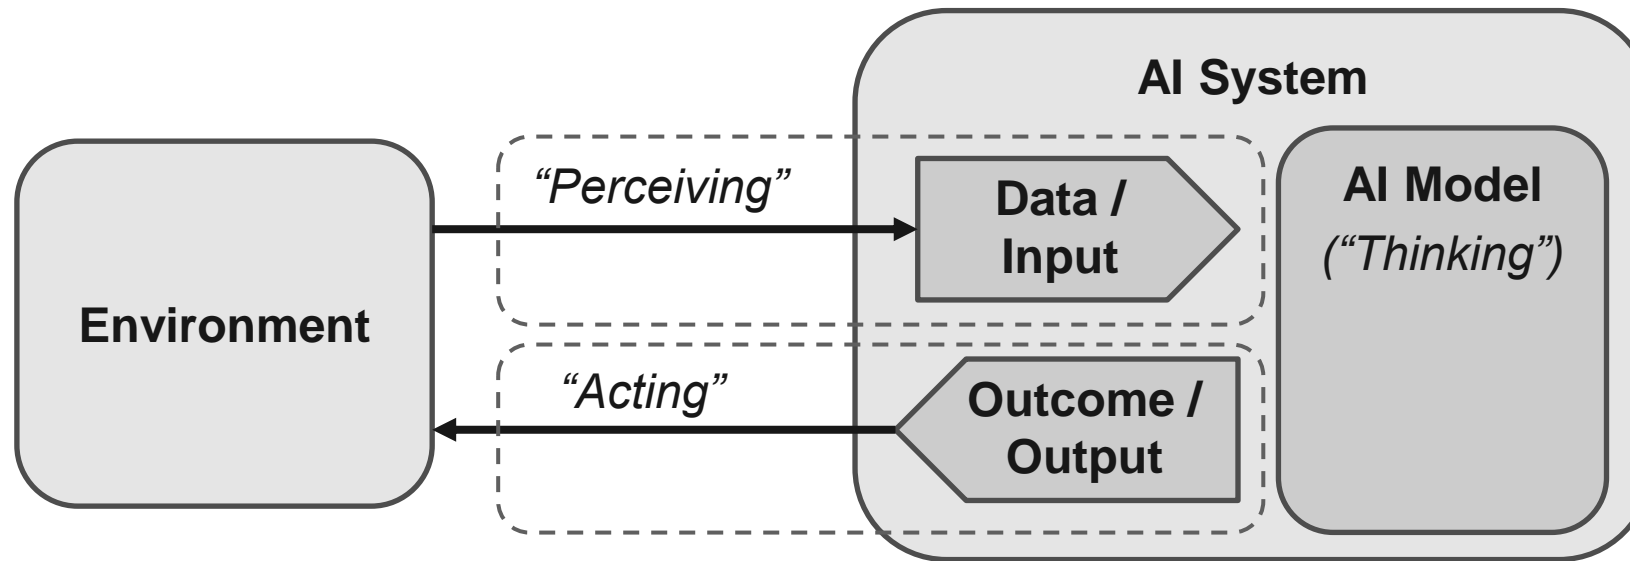 AI System
“Perceiving”
Data /
Input
AI Model
(“Thinking”)
Environment
“Acting”
Outcome /
Output